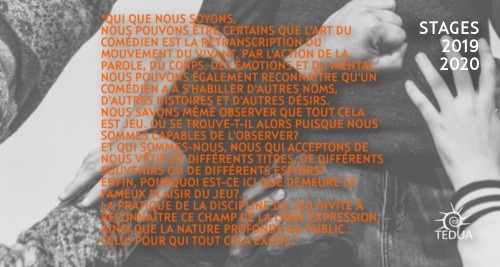 "QUI QUE NOUS SOYONS,
NOUS POUVONS ÊTRE CERTAINS QUE L'ART DU
COMÉDIEN EST LA RETRANSCRIPTION DU
MOUVEMENT DU VIVANT, PAR L'ACTION DE LA
PAROLE, DU CORPS, DES ÉMOTIONS ET DU MENTAL.
NOUS POUVONS ÉGALEMENT RECONNAÎTRE QU'UN
COMÉDIEN A À S'HABILLER D'AUTRES NOMS,
D'AUTRES HISTOIRES ET D'AUTRES DÉSIRS.
NOUS SAVONS MÊME OBSERVER QUE TOUT CELA
EST JEU. OÙ SE TROUVE-T-IL ALORS PUISQUE NOUS
SOMMES CAPABLES DE L'OBSERVER?
ET QUI SOMMES-NOUS, NOUS QUI ACCEPTONS DE
NOUS VÊTIR DE DIFFÉRENTS TITRES, DE DIFFÉRENTS
SOUVENIRS OU DE DIFFÉRENTS ESPOIRS?
ENFIN, POURQUOI EST-CE ICI QUE DEMEURE LE
FAMEUX PLAISIR DU JEU?
LA PRATIQUE DE LA DISCIPLINE DU JEU INVITE À
RECONNAÎTRE CE CHAMP DE LA LIBRE EXPRESSION,
AINSI QUE LA NATURE PROFONDE DU PUBLIC :
CELUI POUR QUI TOUT CELA EXISTE."
STAGES
2019
2020
TEDUA